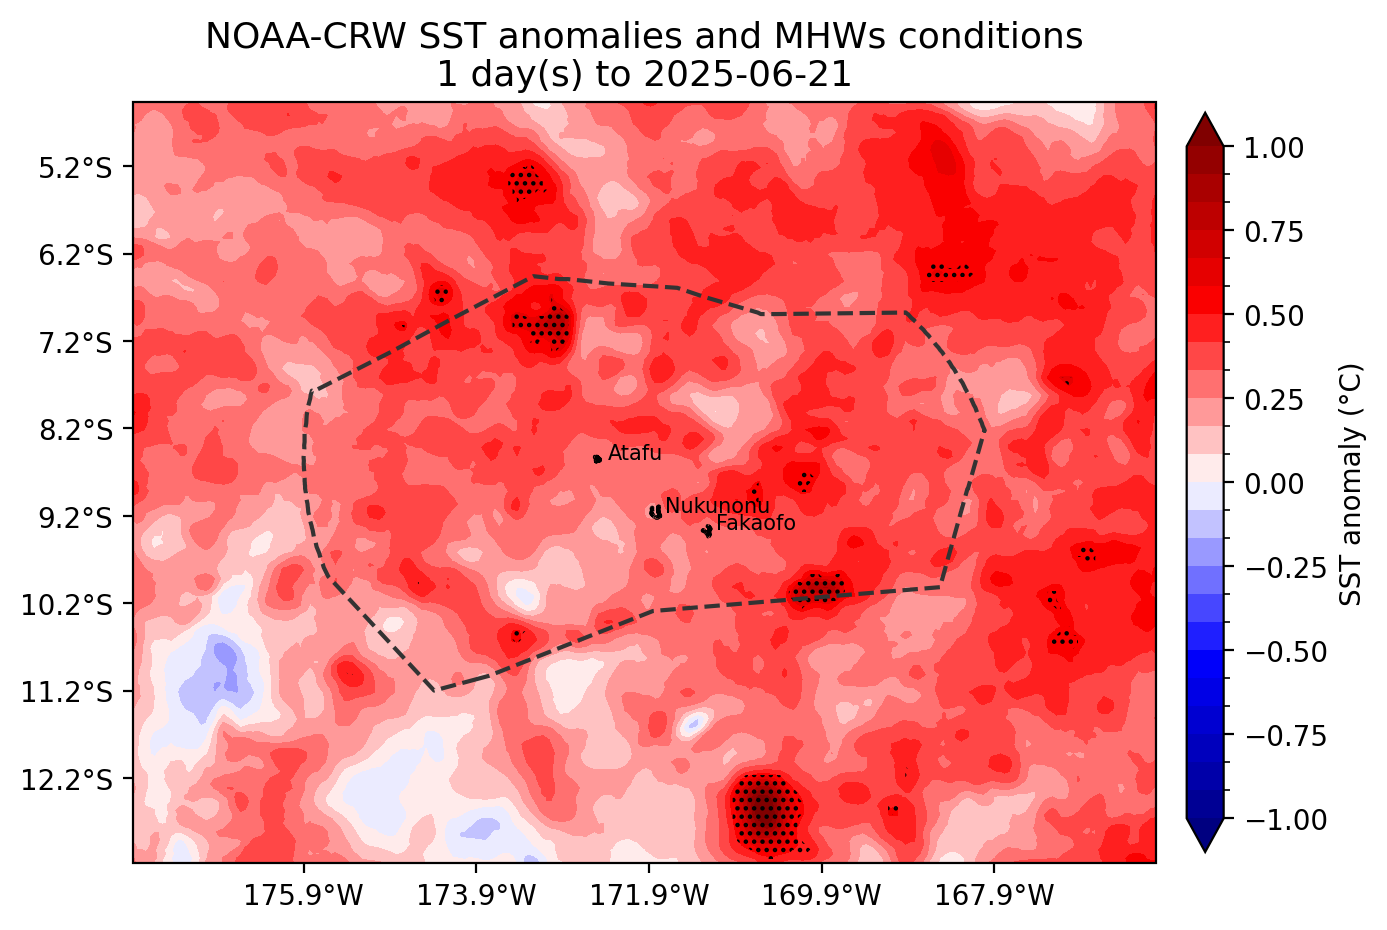 NOAA-CRW SST anomalies and MHWs conditions
1 day(s) to 2025-06-21
5.2°S
6.2°S
7.2°S
8.2°S
9.2°S
10.2°S
11.2°S
12.2°S
Atafu
Nukunonu
Fakaofo
175.9°W
173.9°W
171.9°W
169.9°W
167.9°W
1.00
0.75
0.50
0.25
0.00
−0.25
−0.50
−0.75
−1.00
SST anomaly (°C)